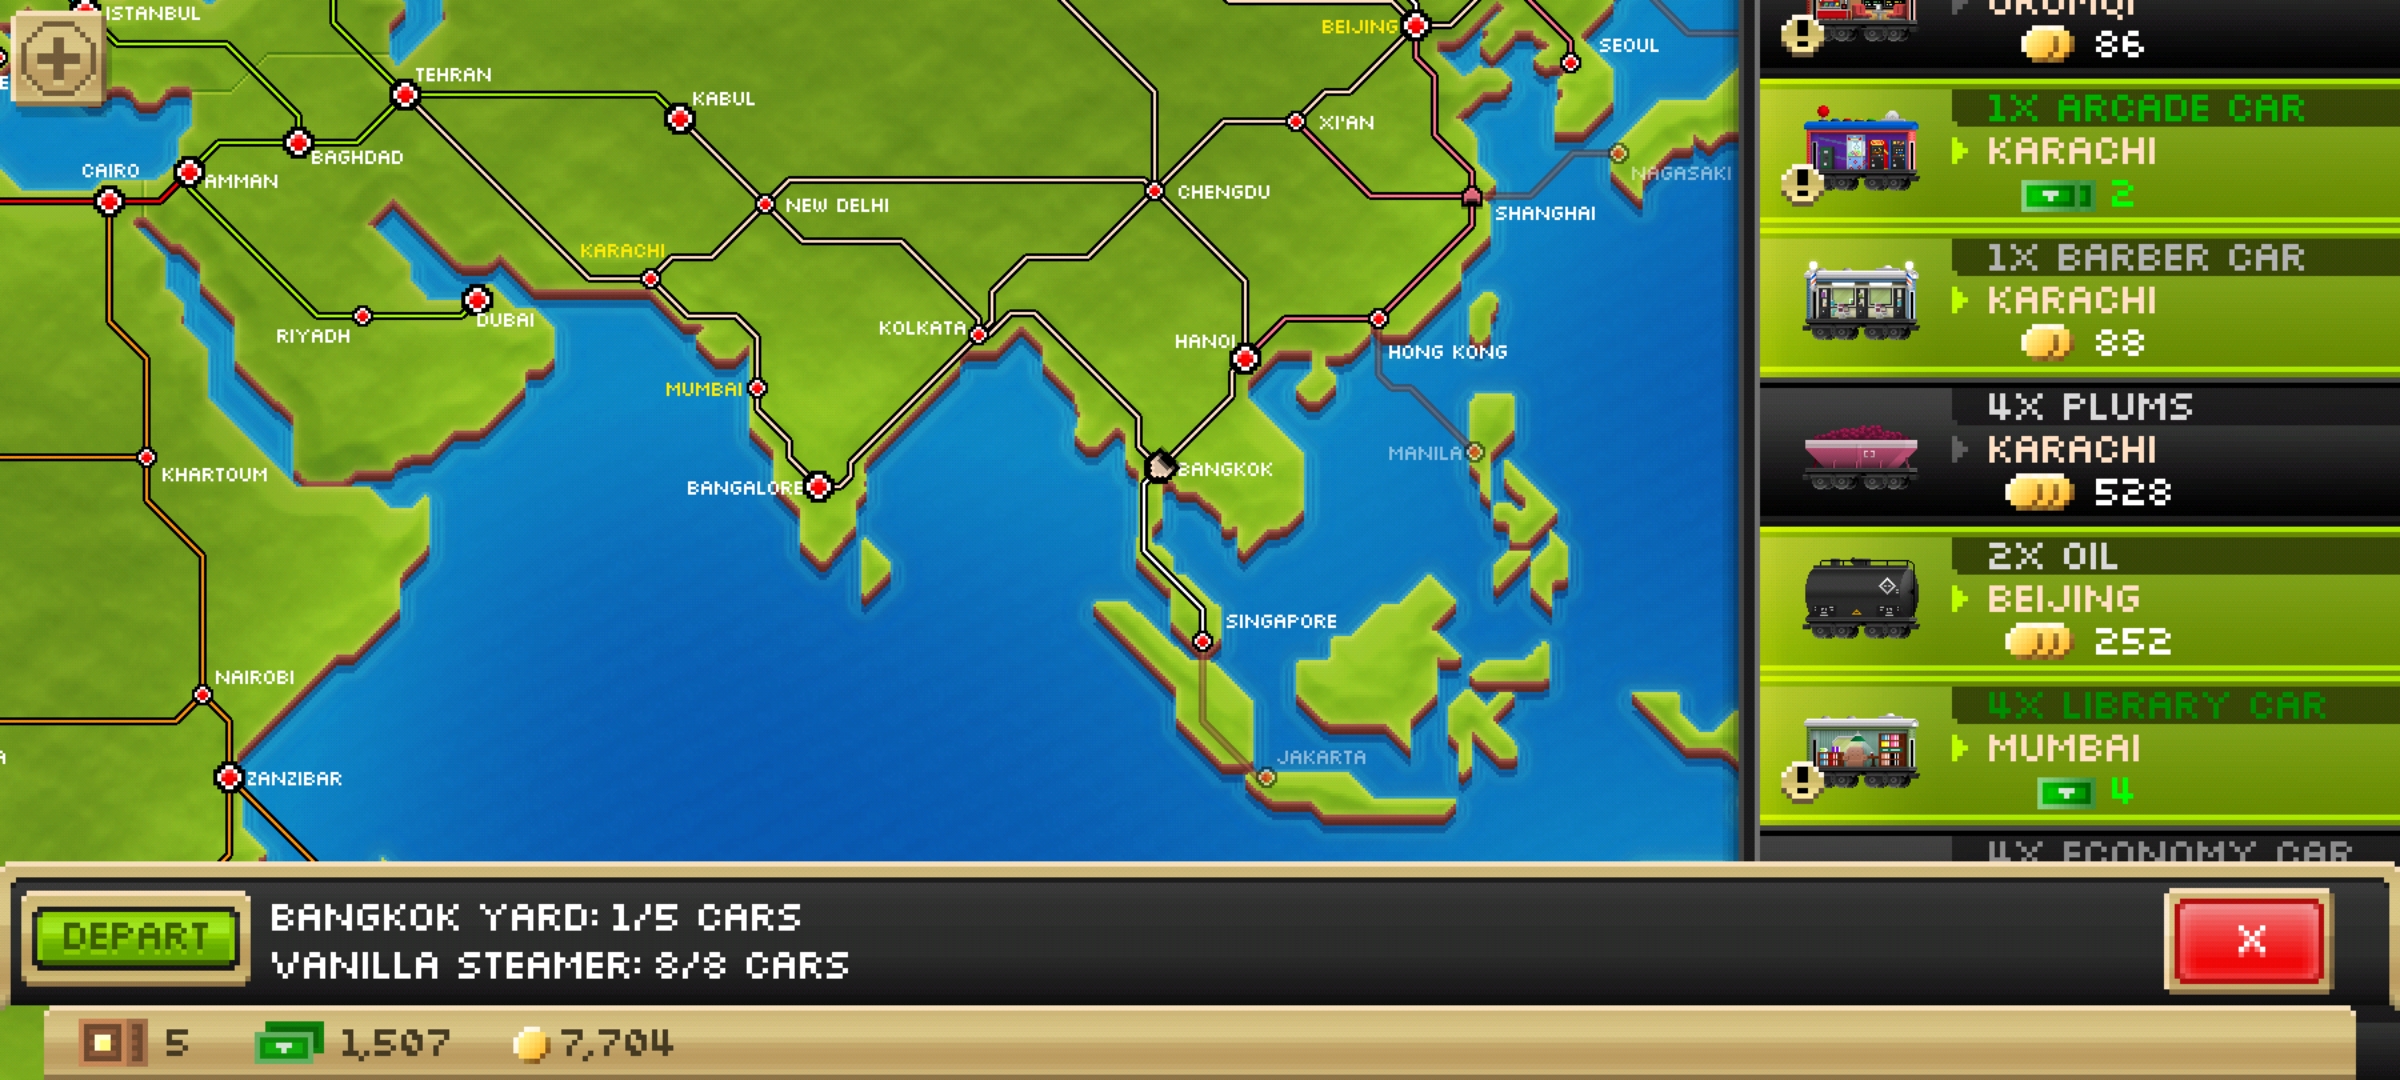 ISTANBUL
TEHRAN
KABUL
BAGHDAD
CAIRO
AMMAN
NEW DELHI
KARACHI
RIYADH
DUBAI
KOLKATA
MUMBAI
BANGALORE
KHARTOUM
NAIROBI
ZANZIBAR
BEIJING
SEOUL
XI'AN
CHENGDU
NAGASAKI
SHANGHAI
HANOI
HONG KONG
MANILA
BANGKOK
SINGAPORE
JAKARTA
URUMQI
86
1X ARCADE CAR
KARACHI
2
1X BARBER CAR
KARACHI
88
4X PLUMS
KARACHI
528
2X OIL
BEIJING
252
4X LIBRARY CAR
MUMBAI
4
4X ECONOMY CAR
DEPART
BANGKOK YARD: 1/5 CARS
VANILLA STEAMER: 8/8 CARS
X
5
1,507
7,704